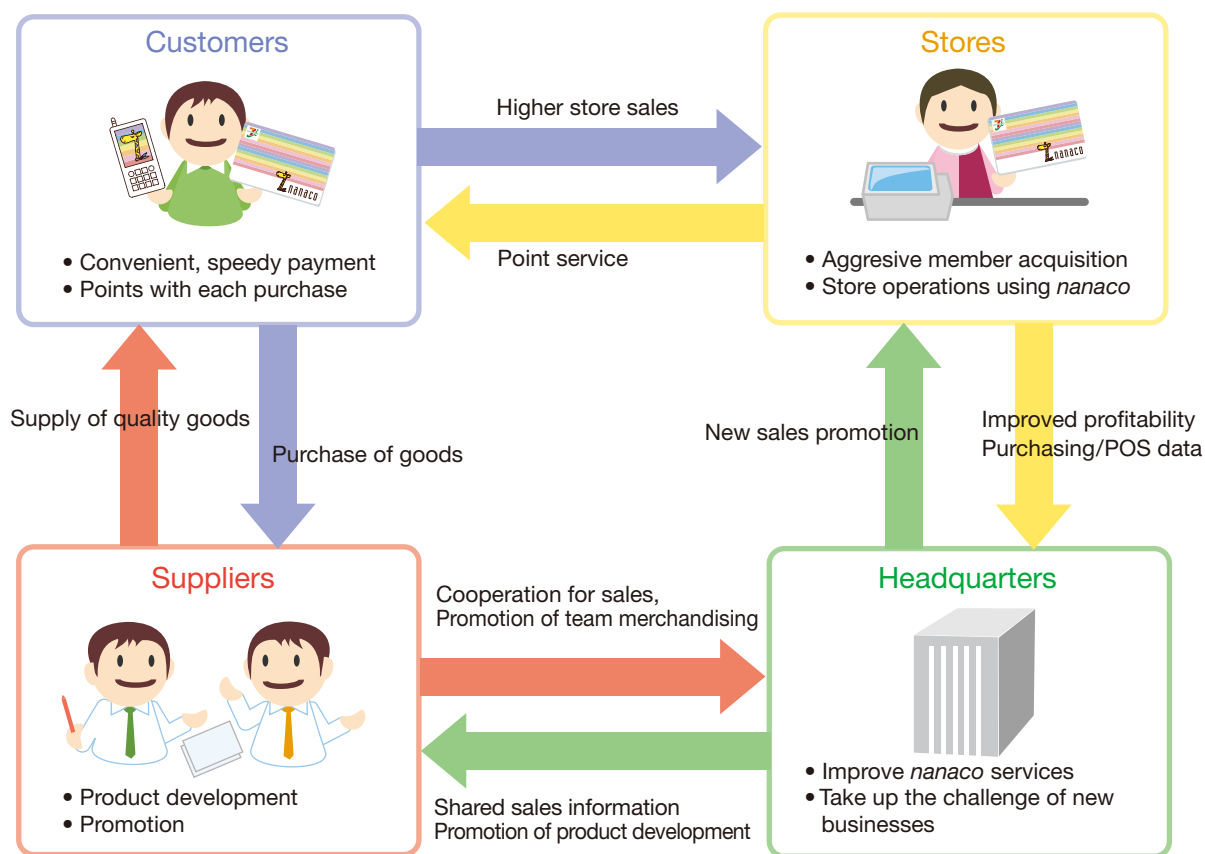 Customers
Stores
Higher store sales
nanaco
nanaco
Point service
• Convenient, speedy payment
• Points with each purchase
• Aggresive member acquisition
• Store operations using nanaco
Supply of quality goods
Purchase of goods
New sales promotion
Improved profitability
Purchasing/POS data
Suppliers
Headquarters
Cooperation for sales,
Promotion of team merchandising
• Product development
• Promotion
Shared sales information
Promotion of product development
• Improve nanaco services
• Take up the challenge of new
businesses